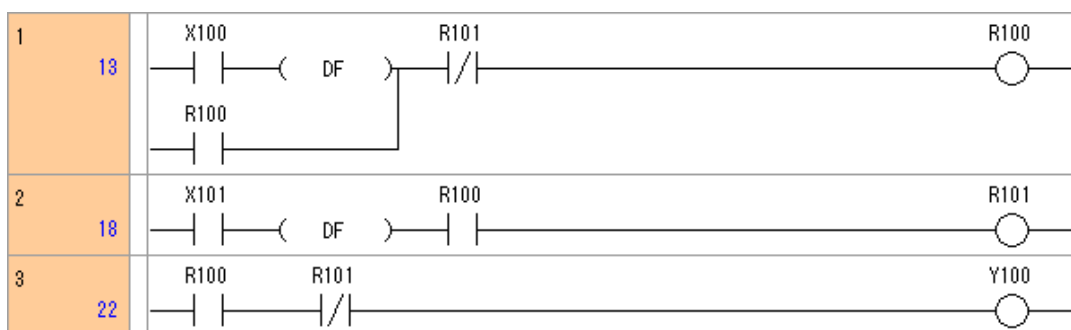 1 X100 R101 R100
13 ( DF )
R100
2 X101 R100 R101
18 ( DF )
3 R100 R101 Y100
22